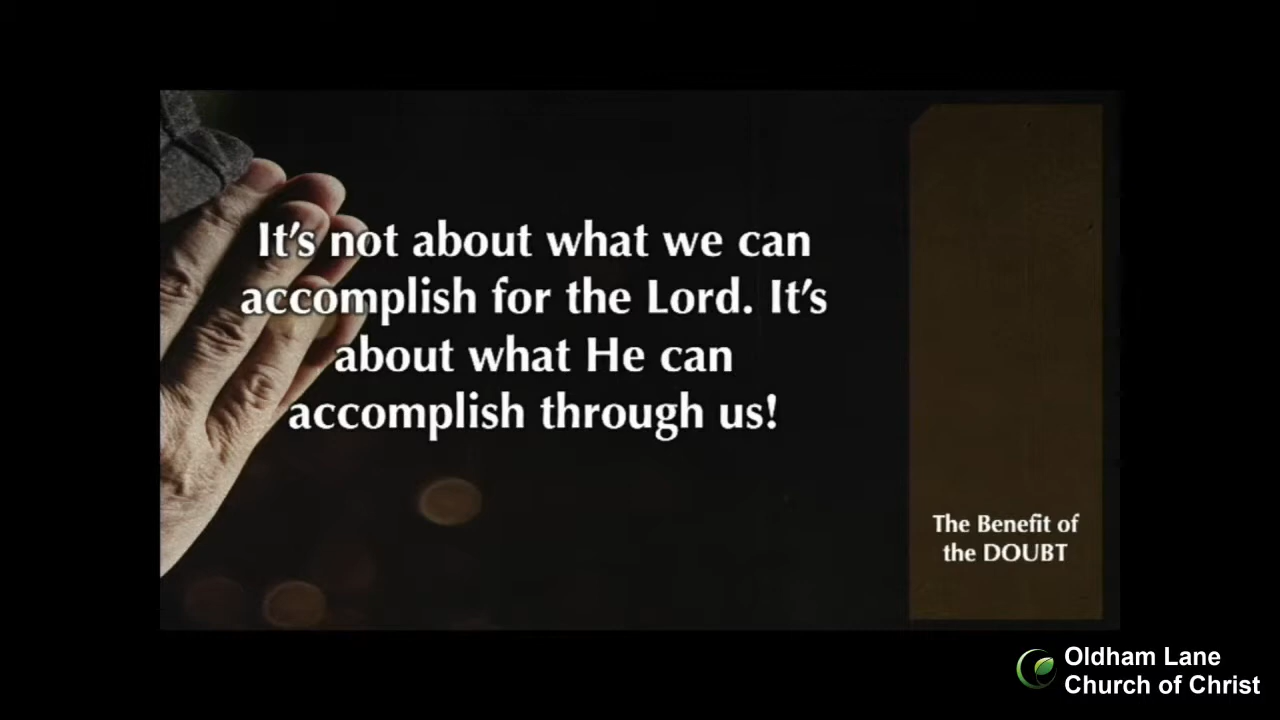 It's not about what we can
accomplish for the Lord. It's
about what He can
accomplish through us!
The Benefit of
the DOUBT
Oldham Lane
Church of Christ